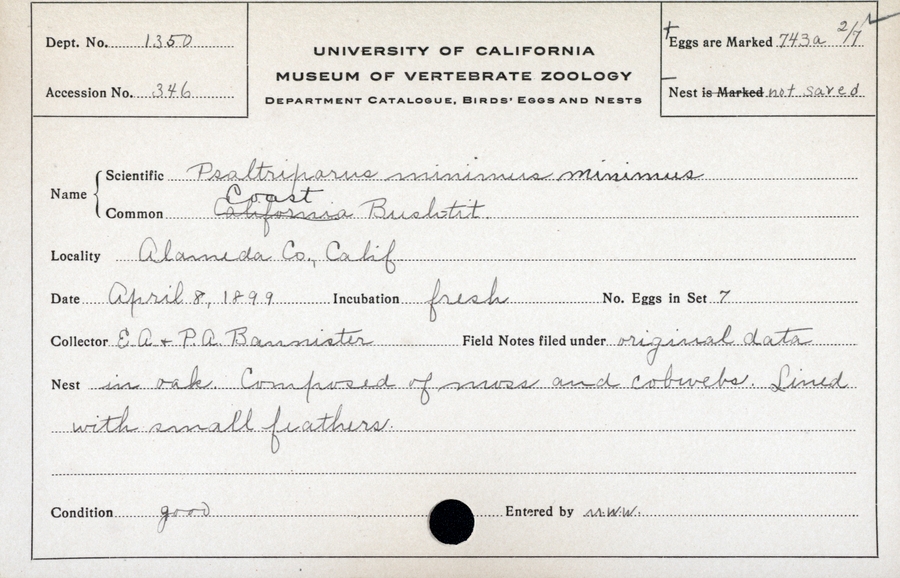 Dept. No. 1350
Accession No. 346
UNIVERSITY OF CALIFORNIA
MUSEUM OF VERTEBRATE ZOOLOGY
DEPARTMENT CATALOGUE, BIRDS' EGGS AND NESTS
Eggs are Marked 743a 2/7
Nest is Marked not saved
Name
Scientific Psaltriparus minimus minimus
Coast
Common California Bush-tit.
Locality Alameda Co., Calif
Date April 8, 1899 Incubation fresh No. Eggs in Set 7
Collector E.A. + P.A. Bannister Field Notes filed under original data
Nest in oak. Composed of moss and cobwebs. Lined
with small feathers.
Condition good Entered by M.W.W.